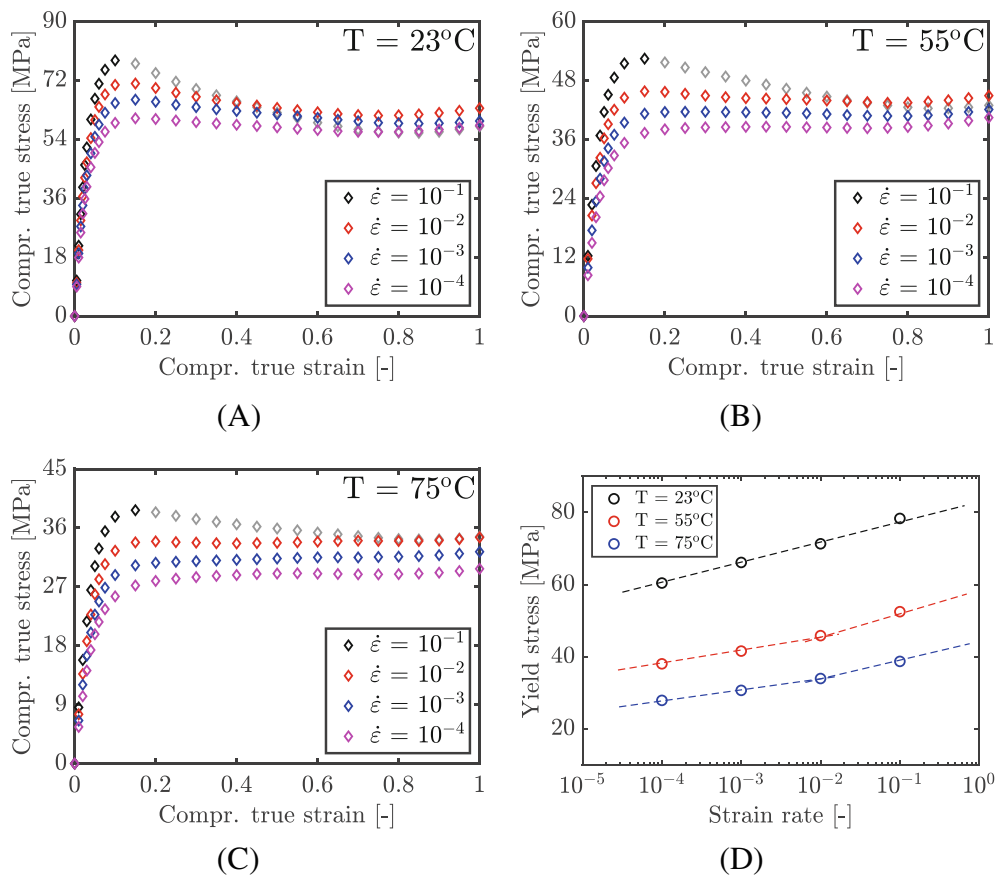 T = 23°C
Compr. true stress [MPa]
90
72
54
36
18
0
ε̇ = 10⁻¹
ε̇ = 10⁻²
ε̇ = 10⁻³
ε̇ = 10⁻⁴
0 0.2 0.4 0.6 0.8 1
Compr. true strain [-]
(A)
T = 55°C
Compr. true stress [MPa]
60
48
36
24
12
0
ε̇ = 10⁻¹
ε̇ = 10⁻²
ε̇ = 10⁻³
ε̇ = 10⁻⁴
0 0.2 0.4 0.6 0.8 1
Compr. true strain [-]
(B)
T = 75°C
Compr. true stress [MPa]
45
36
27
18
9
0
ε̇ = 10⁻¹
ε̇ = 10⁻²
ε̇ = 10⁻³
ε̇ = 10⁻⁴
0 0.2 0.4 0.6 0.8 1
Compr. true strain [-]
(C)
T = 23°C
T = 55°C
T = 75°C
Yield stress [MPa]
80
60
40
20
10⁻⁵ 10⁻⁴ 10⁻³ 10⁻² 10⁻¹ 10⁰
Strain rate [-]
(D)